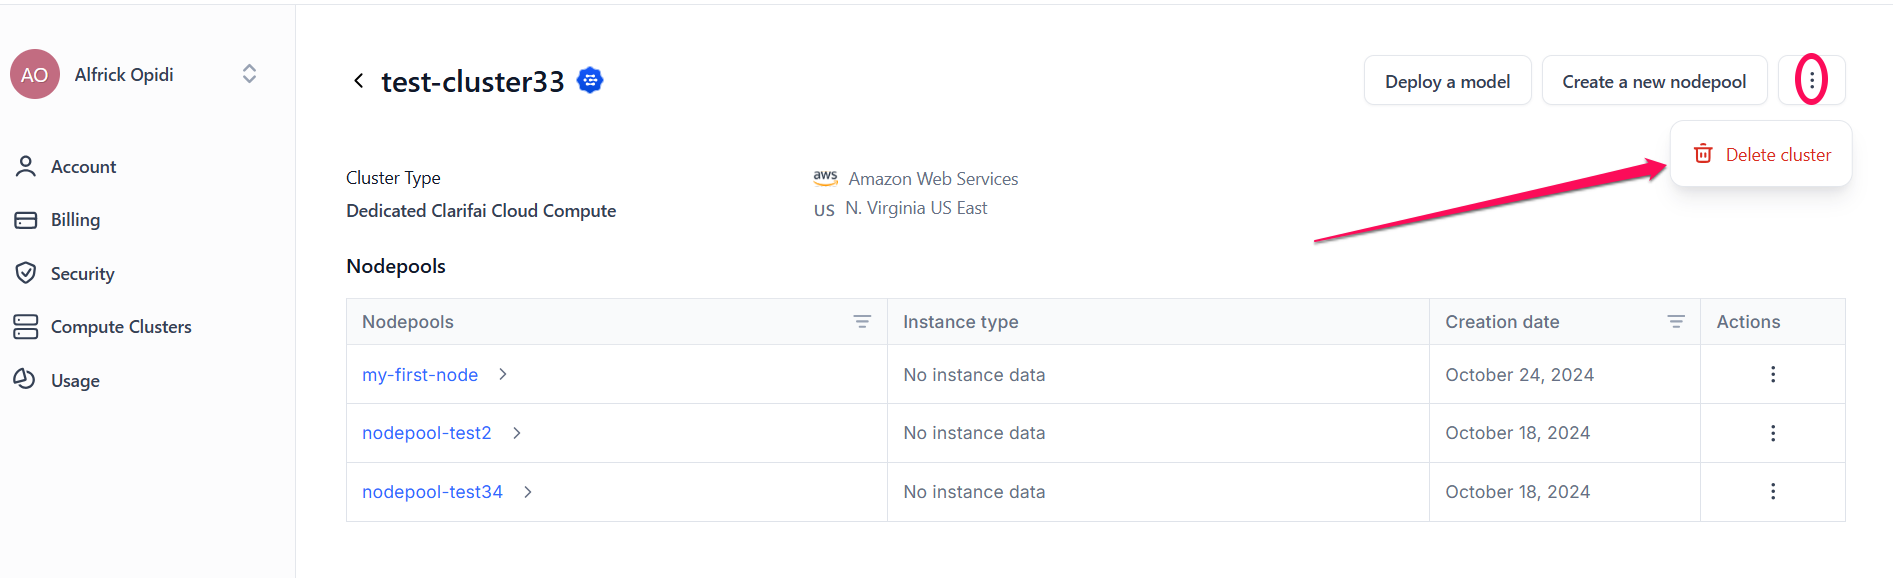 AO Alfrick Opidi
Account
Billing
Security
Compute Clusters
Usage
test-cluster33
Deploy a model
Create a new nodepool
Delete cluster
Cluster Type
Dedicated Clarifai Cloud Compute
aws Amazon Web Services
US N. Virginia US East
Nodepools
Nodepools Instance type Creation date Actions
my-first-node No instance data October 24, 2024
nodepool-test2 No instance data October 18, 2024
nodepool-test34 No instance data October 18, 2024